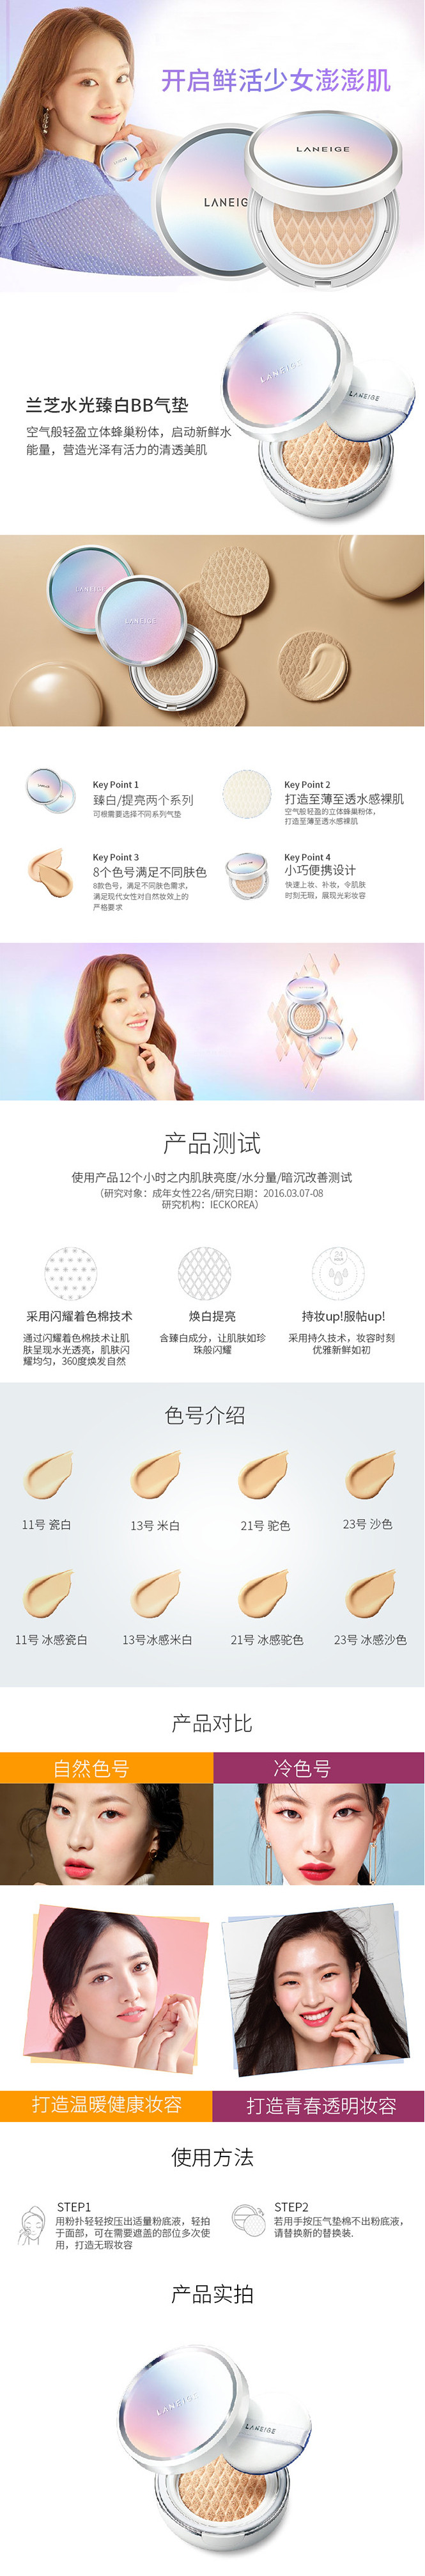 开启鲜活少女澎澎肌
LANEIGE
LANEIG
LANEIGE
LANEIGE
兰芝水光臻白BB气垫
空气般轻盈立体蜂巢粉体，启动新鲜水
能量，营造光泽有活力的清透美肌
LANEIGE
LANEIGE
Key Point 1
臻白/提亮两个系列
可根需要选择不同系列气垫
Key Point 2
打造至薄至透水感裸肌
空气般轻盈的立体蜂巢粉体，
打造至薄至透水感裸肌
Key Point 3
8个色号满足不同肤色
8款色号，满足不同肤色需求，
满足现代女性对自然妆效上的
严格要求
Key Point 4
小巧便携设计
快速上妆、补妆，令肌肤
时刻无瑕，展现光彩妆容
产品测试
使用产品12个小时之内肌肤亮度/水分量/暗沉改善测试
（研究对象：成年女性22名/研究日期：2016.03.07-08
研究机构：IECKOREA）
24
采用闪耀着色棉技术
通过闪耀着色棉技术让肌
肤呈现水光透亮，肌肤闪
耀均匀，360度焕发自然
焕白提亮
含臻白成分，让肌肤如珍
珠般闪耀
持妆up!服帖up!
采用持久技术，妆容时刻
优雅新鲜如初
色号介绍
11号 瓷白
13号 米白
21号 驼色
23号 沙色
11号 冰感瓷白
13号冰感米白
21号 冰感驼色
23号 冰感沙色
产品对比
自然色号
冷色号
打造温暖健康妆容
打造青春透明妆容
使用方法
STEP1
用粉扑轻轻按压出适量粉底液，轻拍
于面部，可在需要遮盖的部位多次使
用，打造无瑕妆容
STEP2
若用手按压气垫棉不出粉底液，
请替换新的替换装.
产品实拍
LANEIGE
LANEIGE